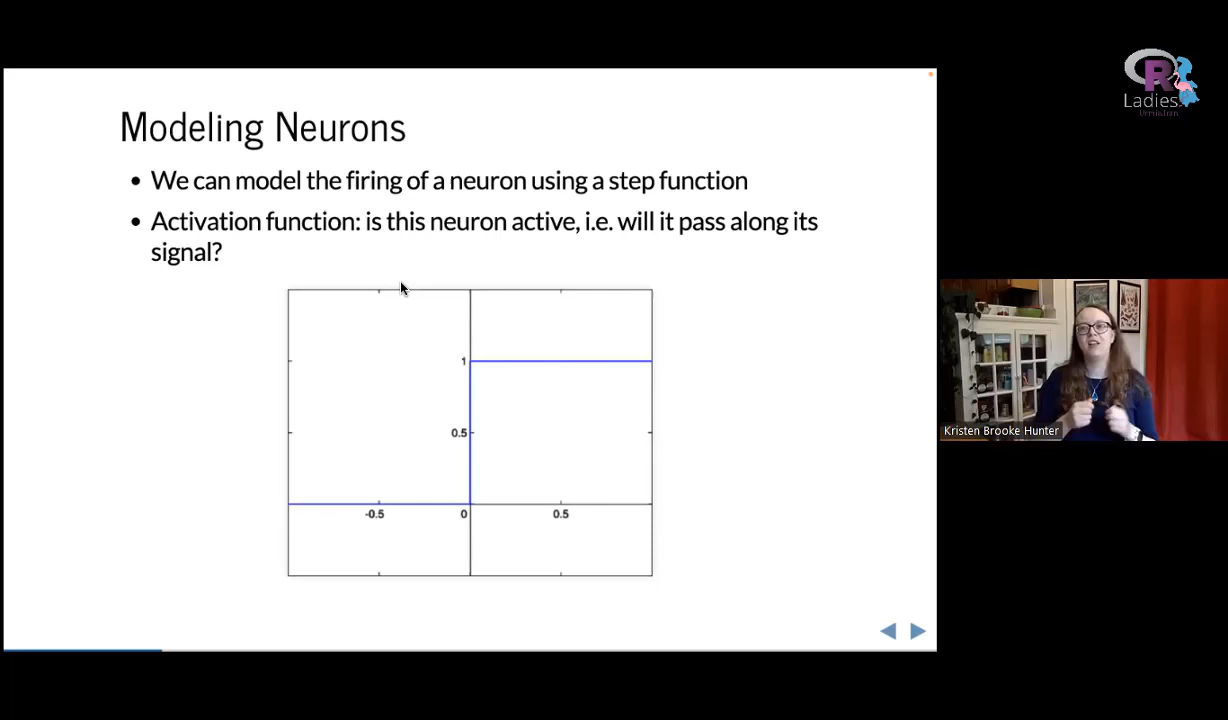 R
Ladies
Modeling Neurons
• We can model the firing of a neuron using a step function
• Activation function: is this neuron active, i.e. will it pass along its
signal?
1
0.5
-0.5
0
0.5
Kristen Brooke Hunter